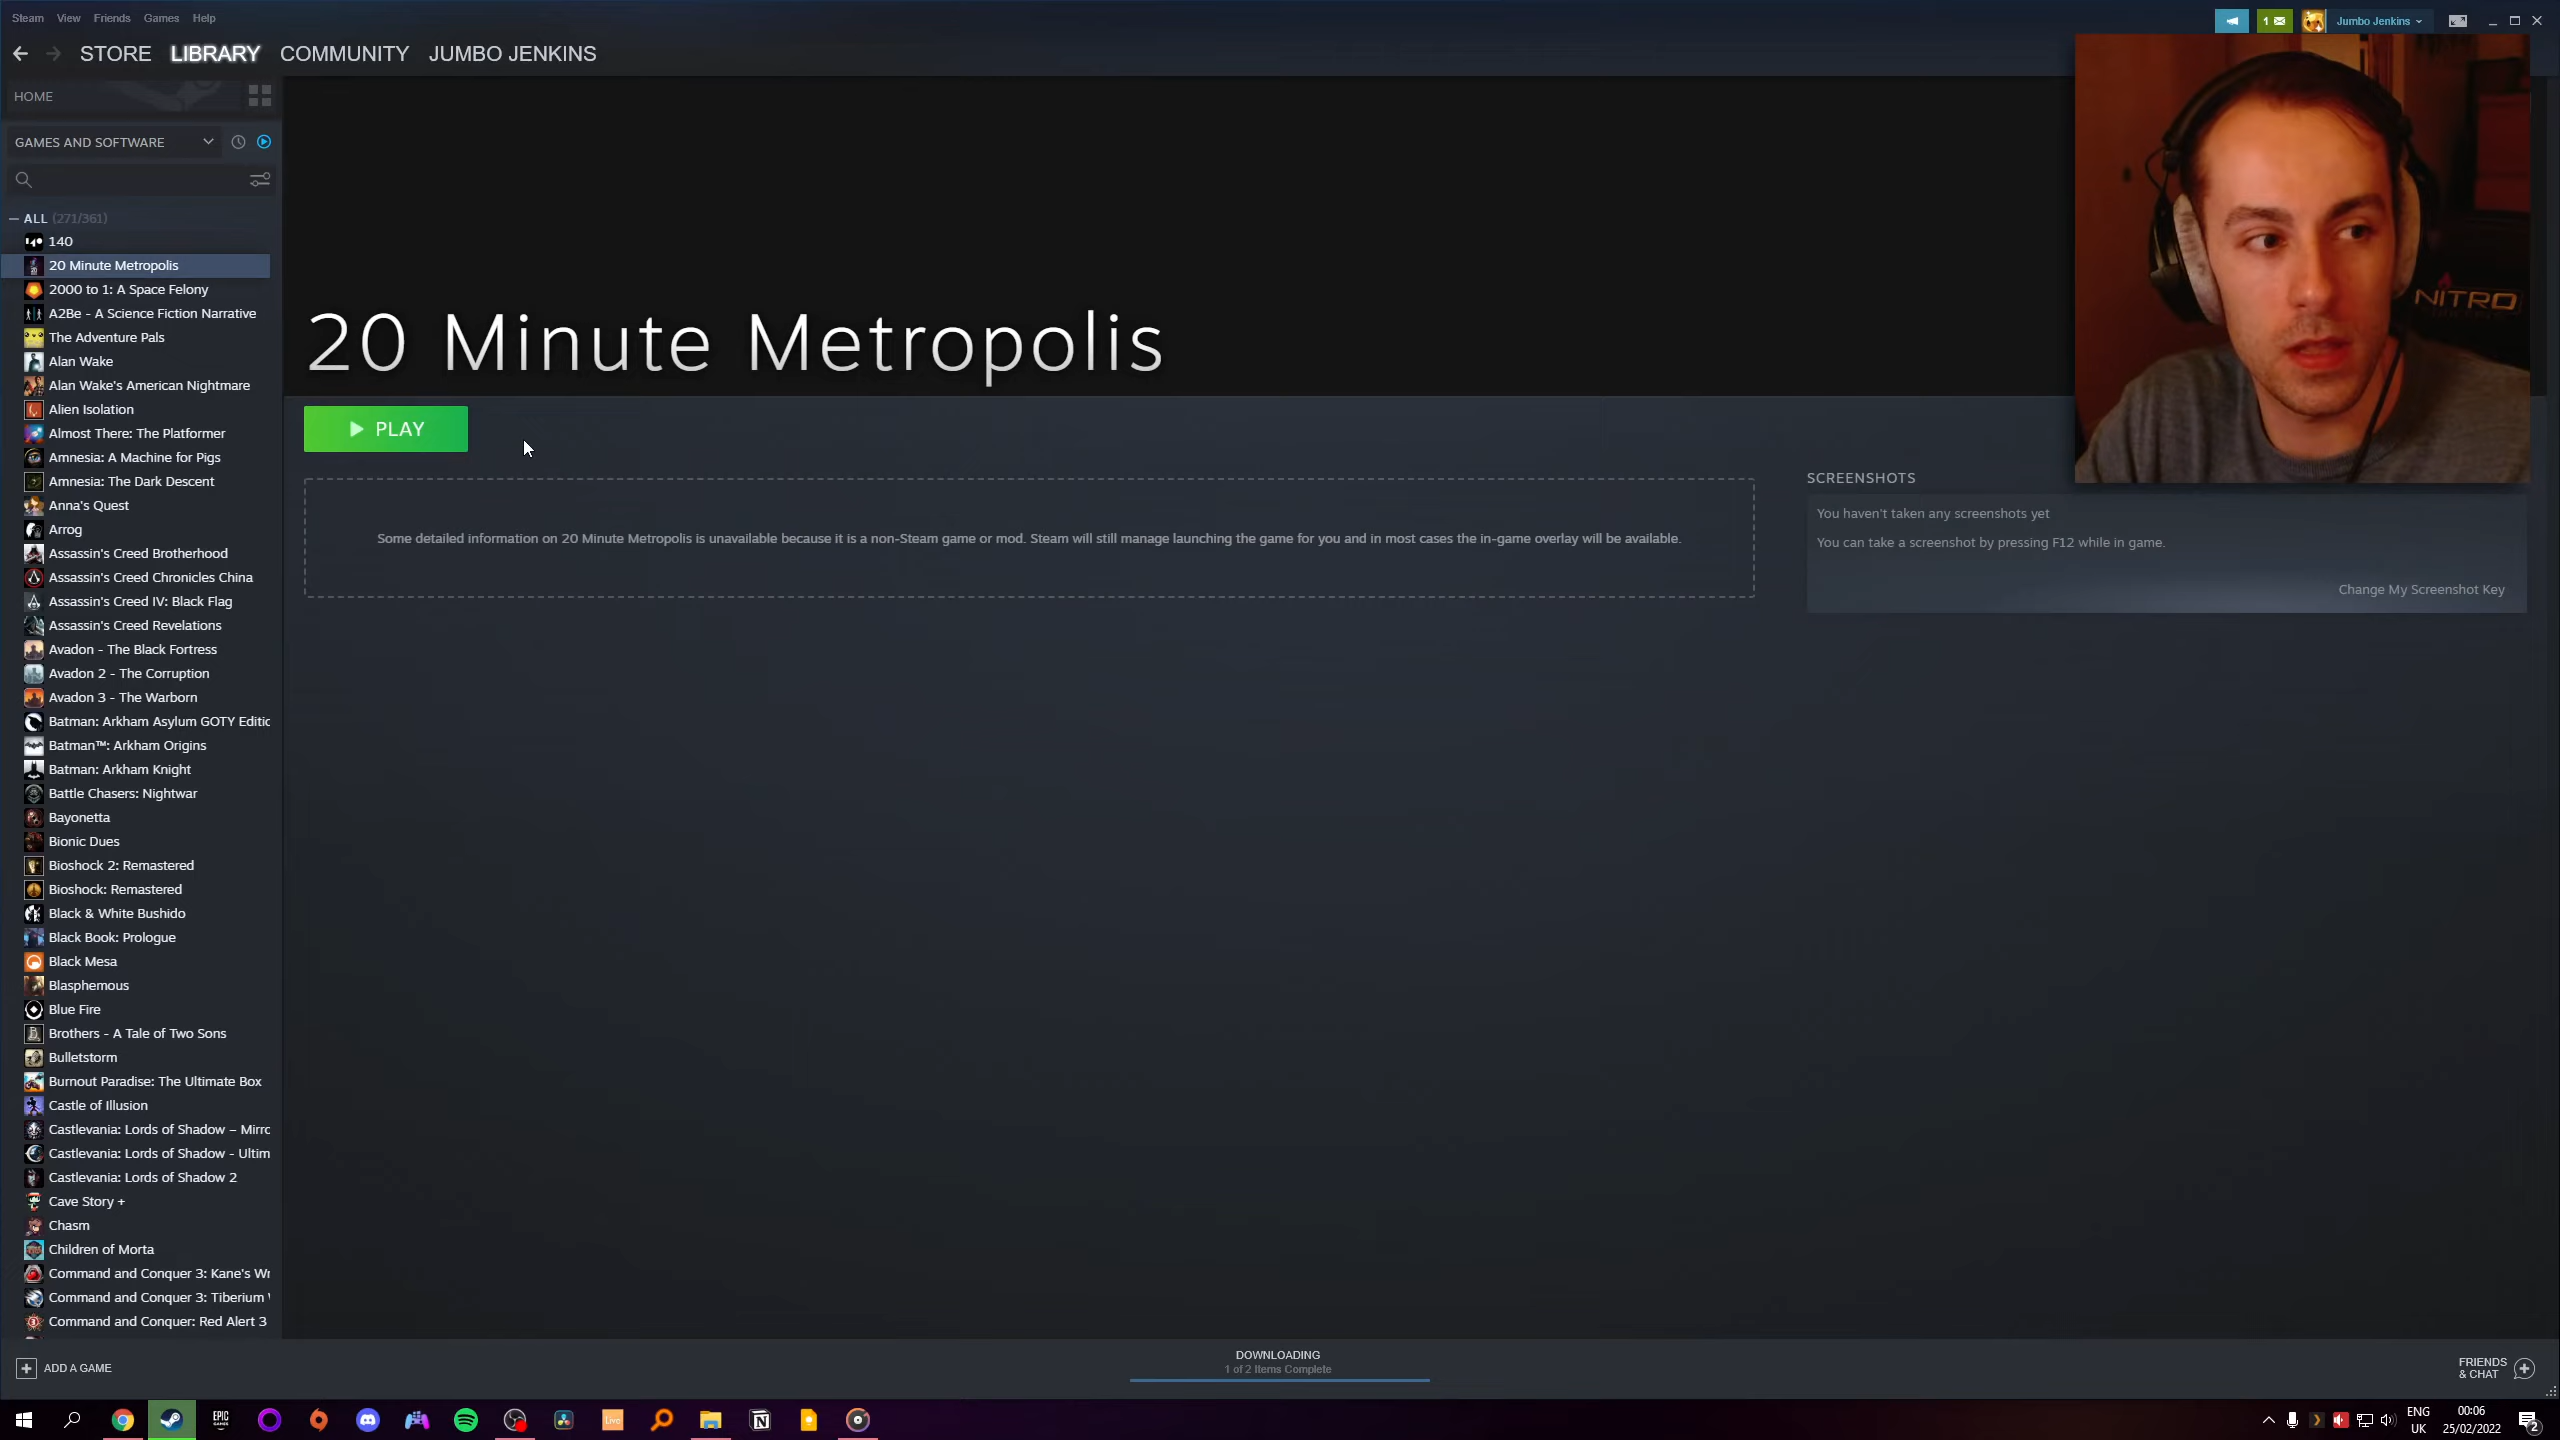 Steam View Friends Games Help
1
Jumbo Jenkins
STORE LIBRARY COMMUNITY JUMBO JENKINS
HOME
GAMES AND SOFTWARE
ALL (271/361)
140
20 Minute Metropolis
2000 to 1: A Space Felony
A2Be - A Science Fiction Narrative
The Adventure Pals
Alan Wake
Alan Wake's American Nightmare
Alien Isolation
Almost There: The Platformer
Amnesia: A Machine for Pigs
Amnesia: The Dark Descent
Anna's Quest
Arrog
Assassin's Creed Brotherhood
Assassin's Creed Chronicles China
Assassin's Creed IV: Black Flag
Assassin's Creed Revelations
Avadon - The Black Fortress
Avadon 2 - The Corruption
Avadon 3 - The Warborn
Batman: Arkham Asylum GOTY Editic
Batman™: Arkham Origins
Batman: Arkham Knight
Battle Chasers: Nightwar
Bayonetta
Bionic Dues
Bioshock 2: Remastered
Bioshock: Remastered
Black & White Bushido
Black Book: Prologue
Black Mesa
Blasphemous
Blue Fire
Brothers - A Tale of Two Sons
Bulletstorm
Burnout Paradise: The Ultimate Box
Castle of Illusion
Castlevania: Lords of Shadow – Mirro
Castlevania: Lords of Shadow - Ultim
Castlevania: Lords of Shadow 2
Cave Story +
Chasm
Children of Morta
Command and Conquer 3: Kane's Wr
Command and Conquer 3: Tiberium
Command and Conquer: Red Alert 3
20 Minute Metropolis
PLAY
Some detailed information on 20 Minute Metropolis is unavailable because it is a non-Steam game or mod. Steam will still manage launching the game for you and in most cases the in-game overlay will be available.
NITRO
SCREENSHOTS
You haven't taken any screenshots yet
You can take a screenshot by pressing F12 while in game.
Change My Screenshot Key
ADD A GAME
DOWNLOADING
1 of 2 Items Complete
FRIENDS
& CHAT
EPIC
GAMES
Live
ENG
UK
00:06
25/02/2022
2